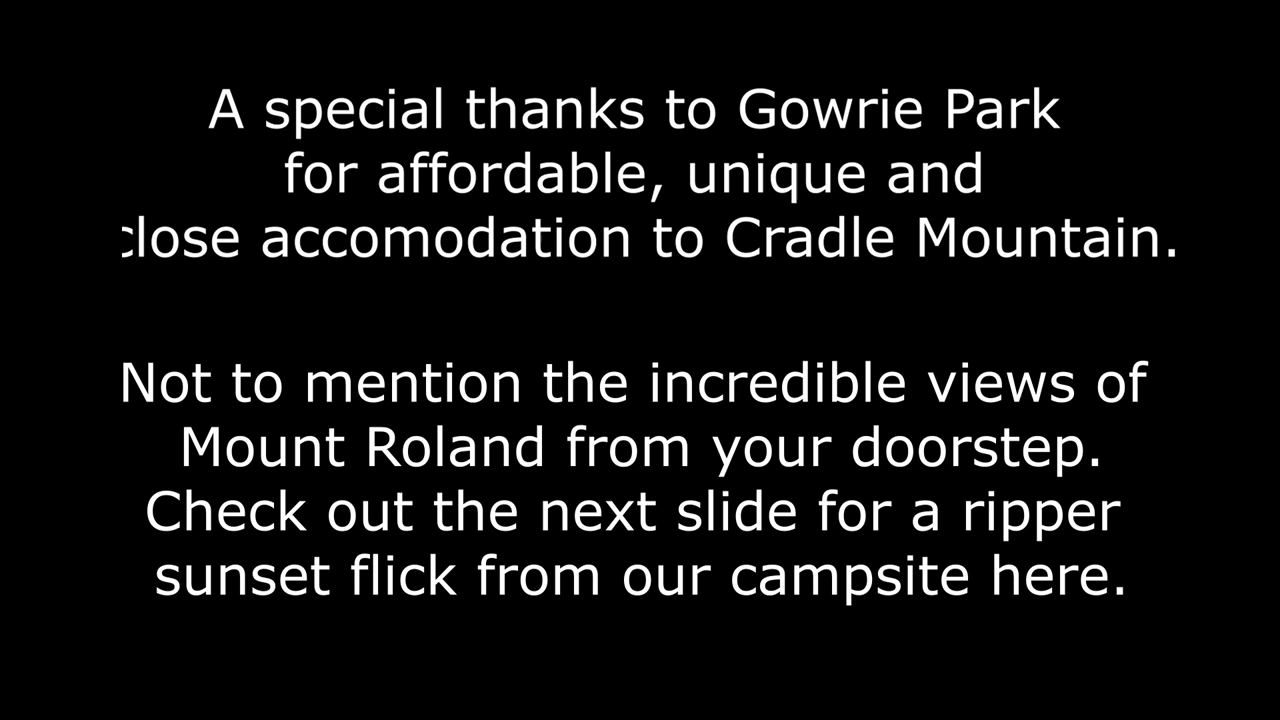 A special thanks to Gowrie Park
for affordable, unique and
close accomodation to Cradle Mountain.
Not to mention the incredible views of
Mount Roland from your doorstep.
Check out the next slide for a ripper
sunset flick from our campsite here.